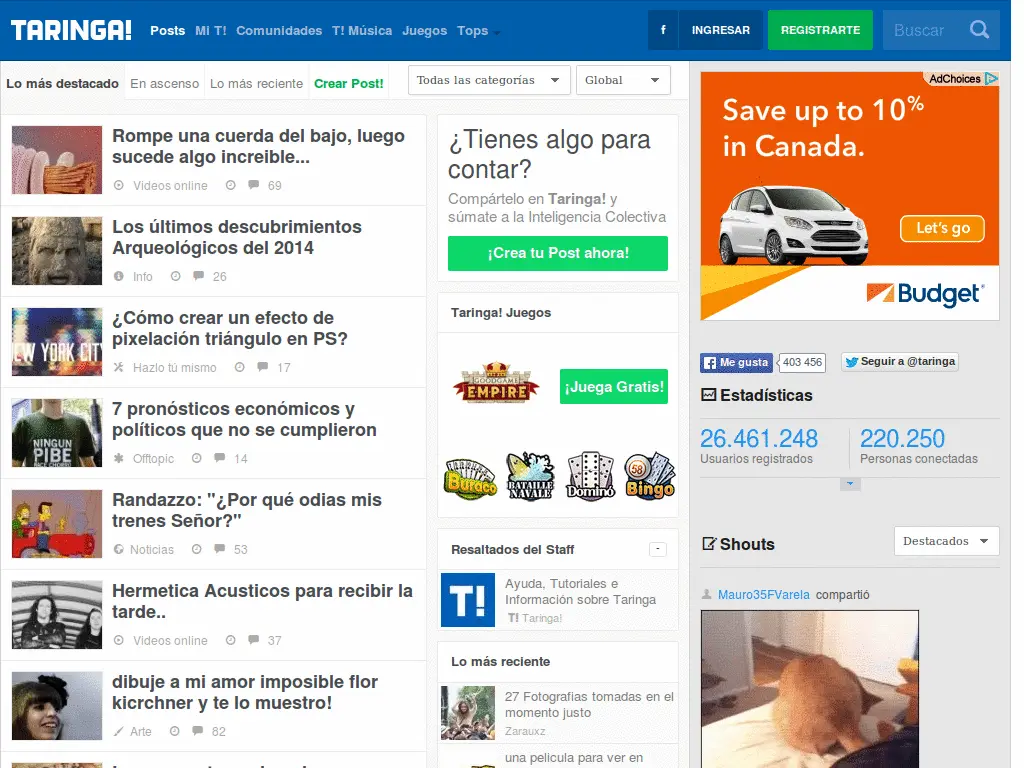 TARINGA!
Posts Mi T! Comunidades T! Música Juegos Tops
f INGRESAR REGISTRARTE Buscar
Lo más destacado En ascenso Lo más reciente Crear Post! Todas las categorías Global
Rompe una cuerda del bajo, luego
sucede algo increible...
Videos online 69
Los últimos descubrimientos
Arqueológicos del 2014
Info 26
¿Cómo crear un efecto de
pixelación triángulo en PS?
Hazlo tú mismo 17
NEW YORK CITY
7 pronósticos económicos y
políticos que no se cumplieron
Offtopic 14
NINGUN
PIBE
NACE CHORRO
Randazzo: "¿Por qué odias mis
trenes Señor?"
Noticias 53
Hermetica Acusticos para recibir la
tarde..
Videos online 37
dibuje a mi amor imposible flor
kicrchner y te lo muestro!
Arte 82
¿Tienes algo para
contar?
Compártelo en Taringa! y
súmate a la Inteligencia Colectiva
¡Crea tu Post ahora!
Taringa! Juegos
GOODGAME
EMPIRE
¡Juega Gratis!
Buraco
BATAILLE
NAVALE
Domino
58
Bingo
Resaltados del Staff -
T!
Ayuda, Tutoriales e
Información sobre Taringa
T! Taringa!
Lo más reciente
27 Fotografias tomadas en el
momento justo
Zarauxz
una pelicula para ver en
AdChoices
Save up to 10%
in Canada.
Let's go
Budget
Me gusta 403 456 Seguir a @taringa
Estadísticas
26.461.248 220.250
Usuarios registrados Personas conectadas
Shouts Destacados
Mauro35FVarela compartió